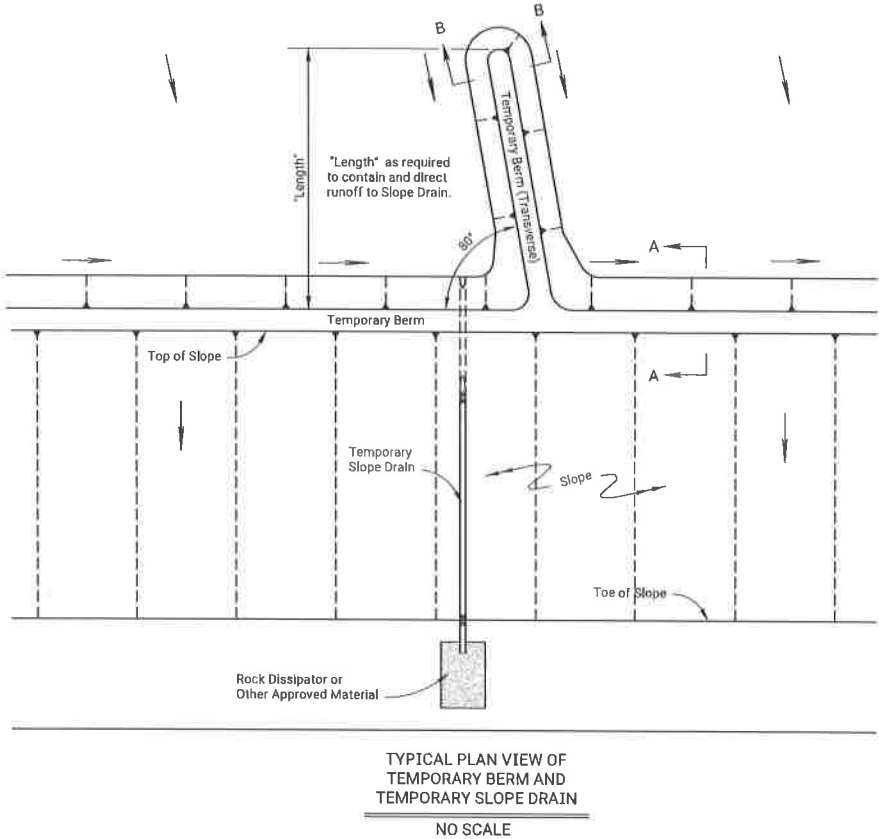 B
B
"Length"
"Length" as required
to contain and direct
runoff to Slope Drain.
Temporary Berm (Transverse)
80°
A
Temporary Berm
Top of Slope
A
Temporary
Slope Drain
Slope
Toe of Slope
Rock Dissipator or
Other Approved Material
TYPICAL PLAN VIEW OF
TEMPORARY BERM AND
TEMPORARY SLOPE DRAIN
NO SCALE